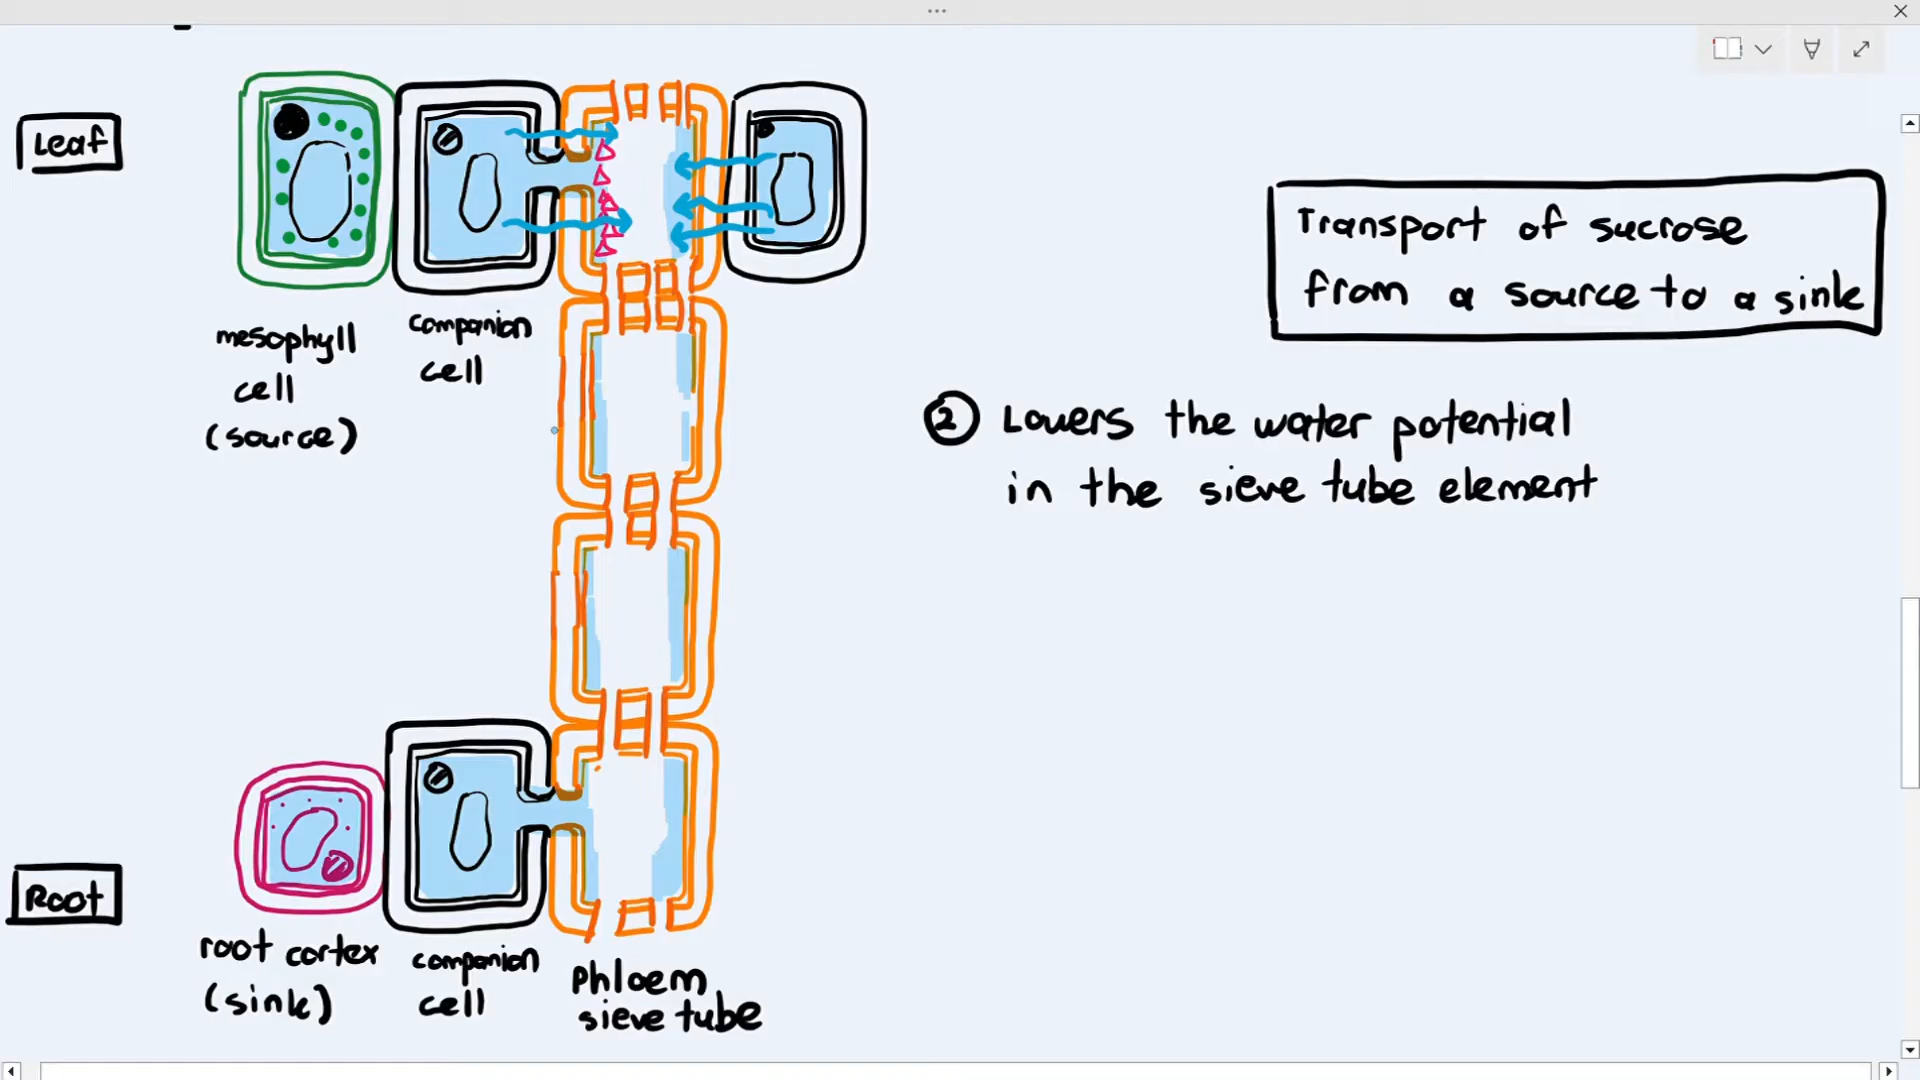 Leaf
mesophyll
cell
(source)
companion
cell
Transport of sucrose
from a source to a sink
② Lowers the water potential
in the sieve tube element
Root
root cortex
(sink)
companion
cell
Phloem
sieve tube